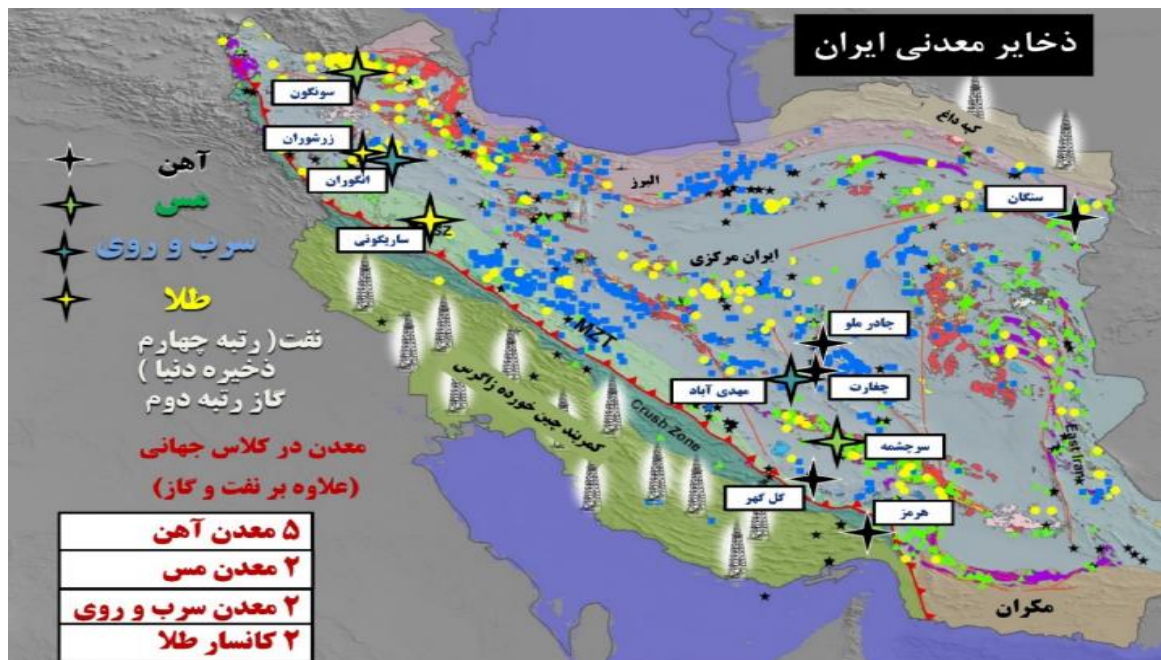 ذخایر معدنی ایران
کپه داغ
سونگون
زرشوران
انگوران
البرز
سنگان
آهن
مس
سرب و روی
طلا
ساریگونی
SZ
ایران مرکزی
نفت( رتبه چهارم
ذخیره دنیا )
گاز رتبه دوم
چادر ملو
MZT
چغارت
مهدی آباد
کمربند چین خورده زاگرس
Crush Zone
سرچشمه
East Iran
معدن در کلاس جهانی
(علاوه بر نفت و گاز)
گل گهر
هرمز
مکران
۵ معدن آهن
۲ معدن مس
۲ معدن سرب و روی
۲ کانسار طلا